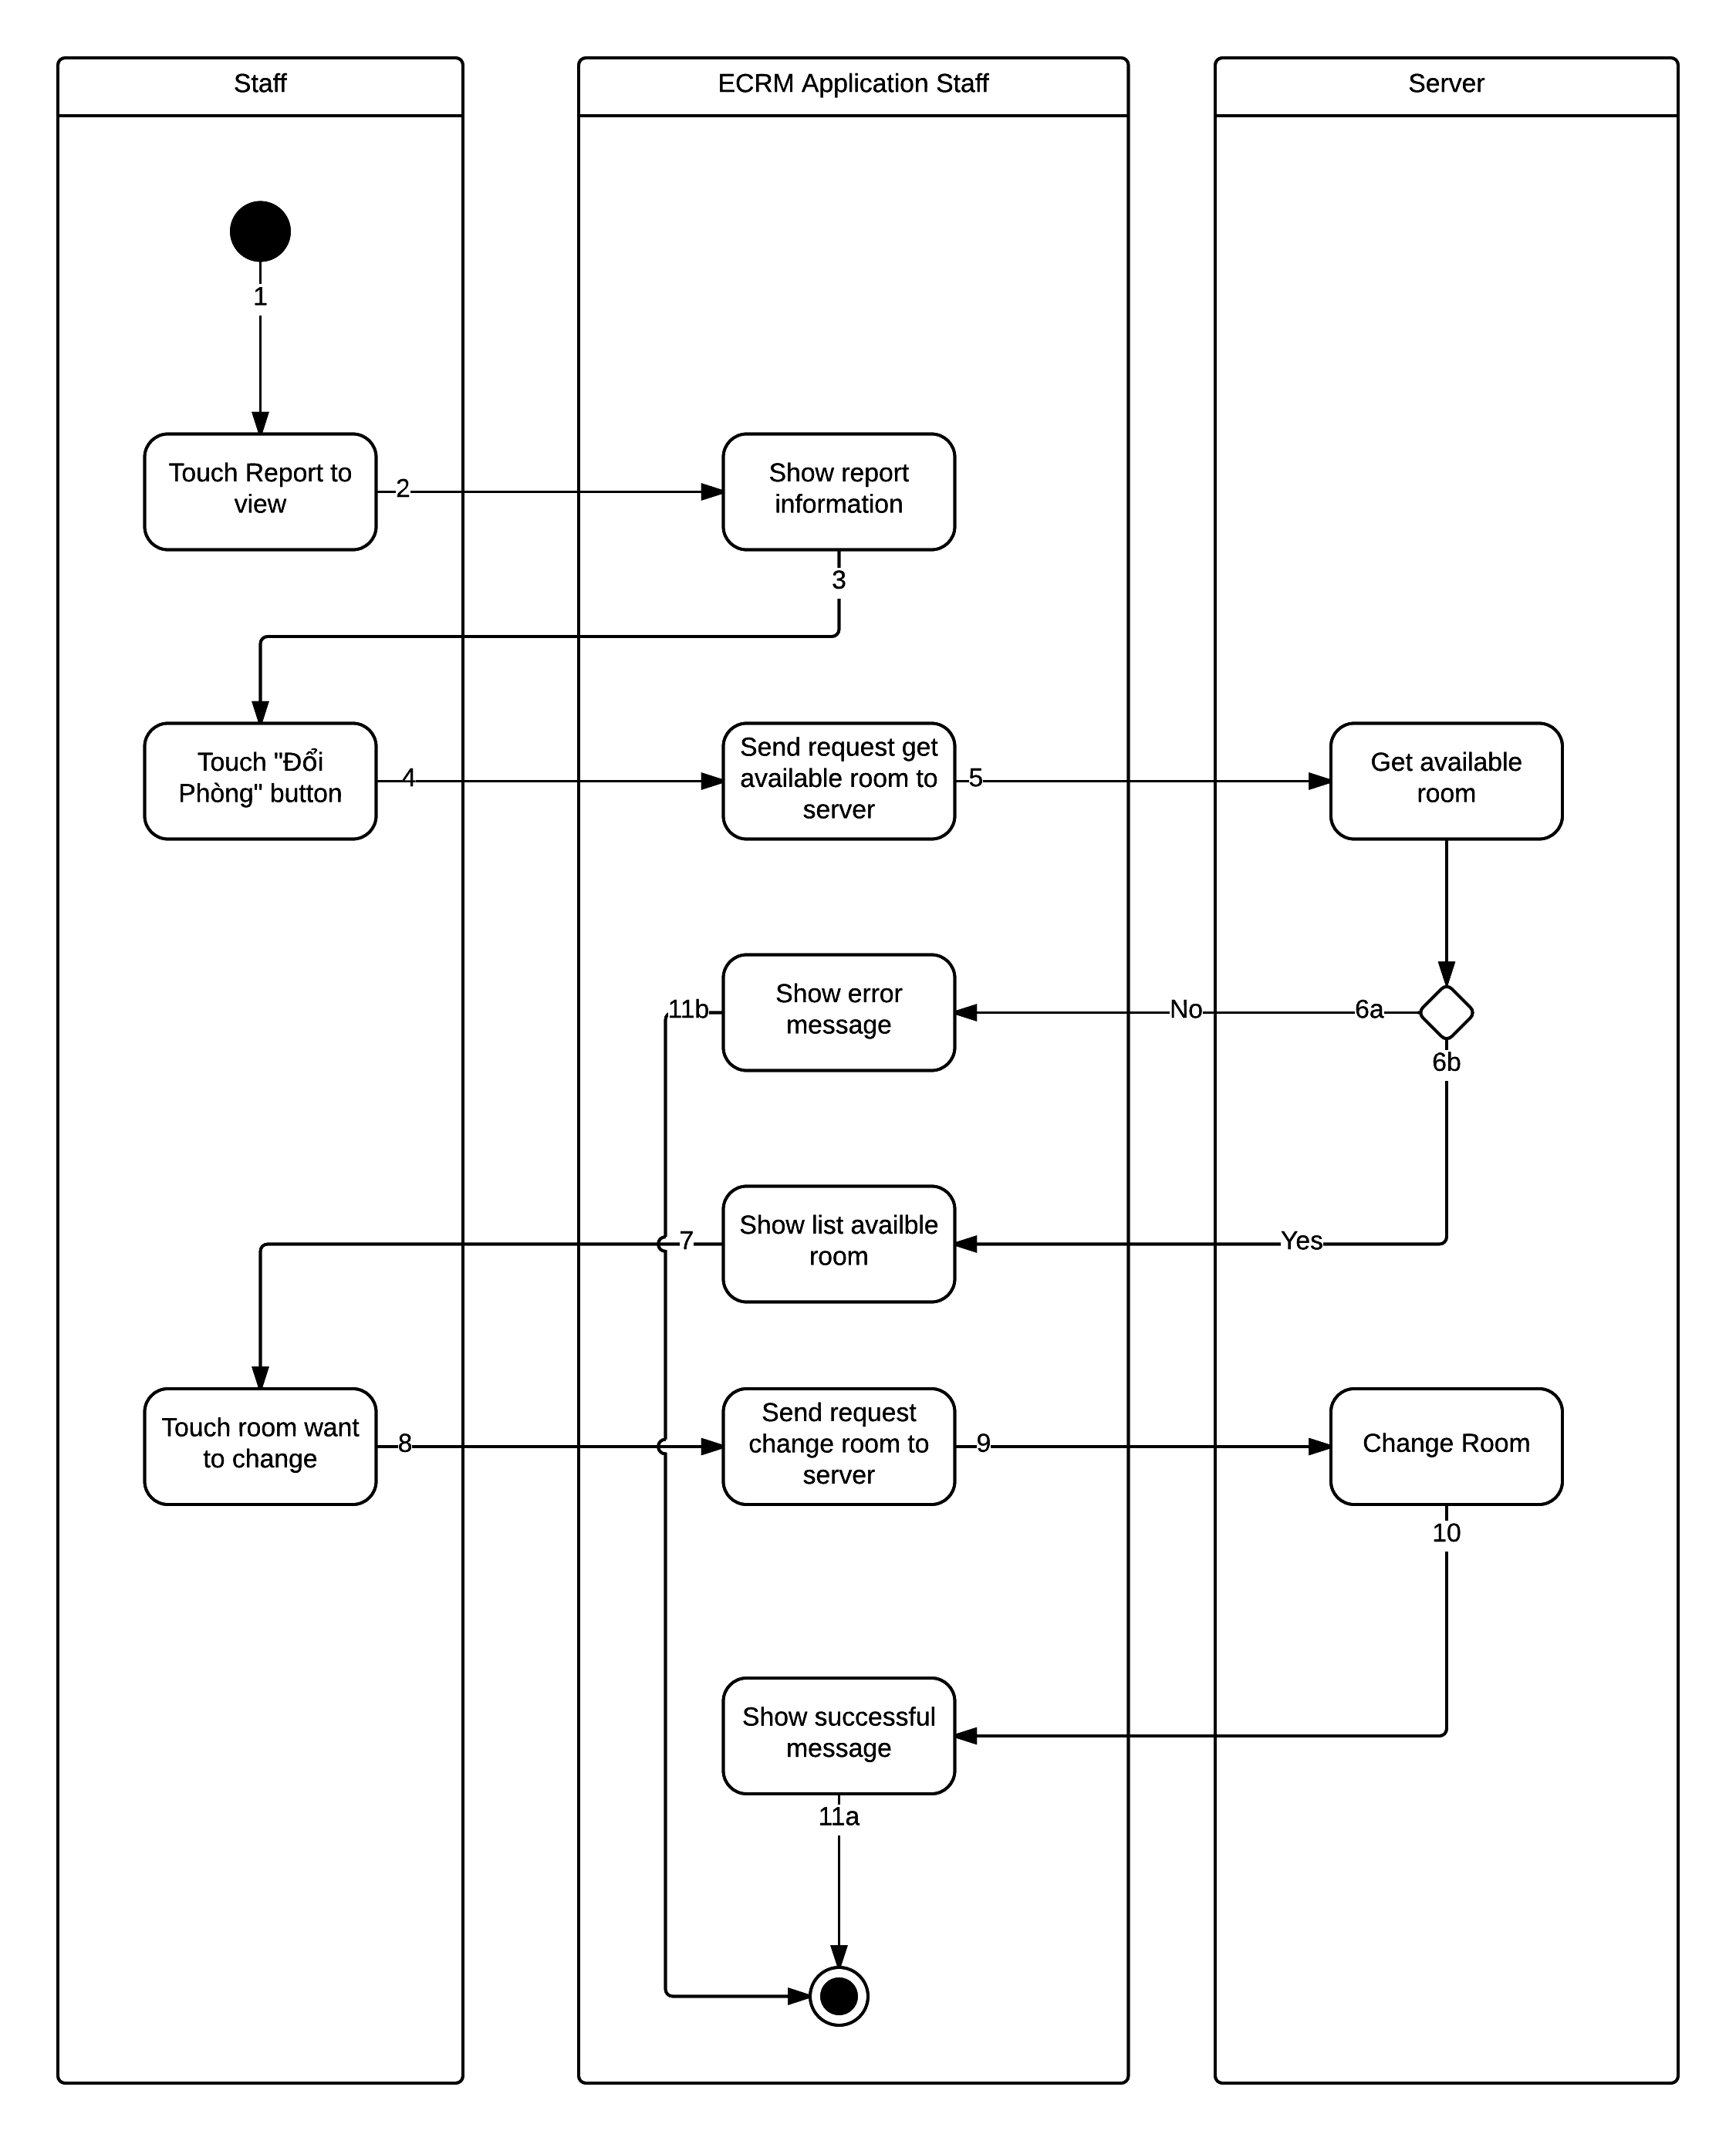 Staff
ECRM Application Staff
Server
1
Touch Report to
view
2
Show report
information
3
Touch "Đổi
Phòng" button
4
Send request get
available room to
server
5
Get available
room
Show error
message
11b
No
6a
6b
Show list availble
room
7
Yes
Touch room want
to change
8
Send request
change room to
server
9
Change Room
10
Show successful
message
11a